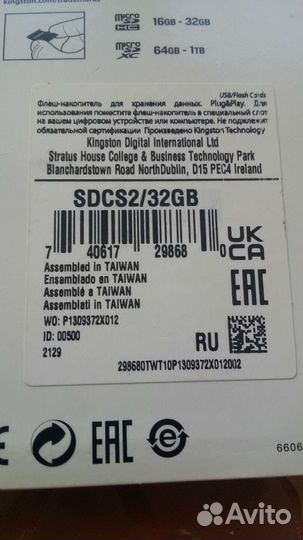 kingston.com/trademarks
micro SD HC 16GB - 32GB
micro SD XC 64GB - 1TB
USB/Flash Cards
Флеш-накопитель для хранения данных. Plug&Play. Для
использования поместите флеш-накопитель в специальный слот
на вашем цифровом устройстве или компьютере. Не подлежит
обязательной сертификации Произведено Kingston Technology
Kingston Digital International Ltd
Stratus House College & Business Technology Park
Blanchardstown Road NorthDublin, D15 PEC4 Ireland
SDCS2/32GB
7 40617 29868 0
UK
CA
Assembled in TAIWAN
Ensamblado en TAIWAN
Assemblé a TAIWAN
Assemblati in TAIWAN
EAC
WO: P1309372X012
ID: 00500
2129
RU
298680TWT10P1309372X012002
CE
EAC
e
6606
Avito